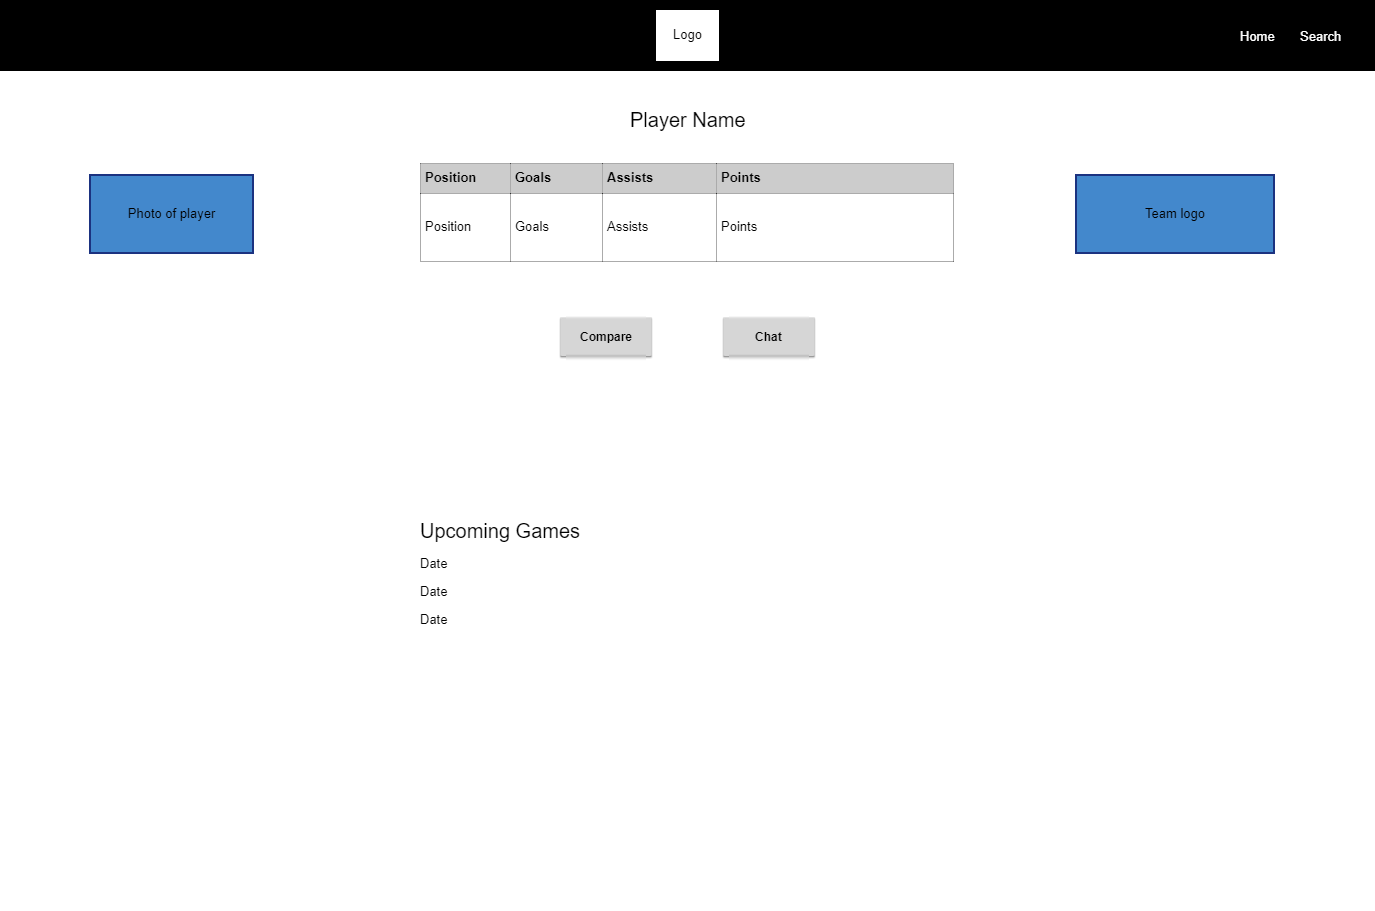 Logo
Home Search
Player Name
Position Goals Assists Points
Photo of player
Position Goals Assists Points
Team logo
Compare Chat
Upcoming Games
Date
Date
Date